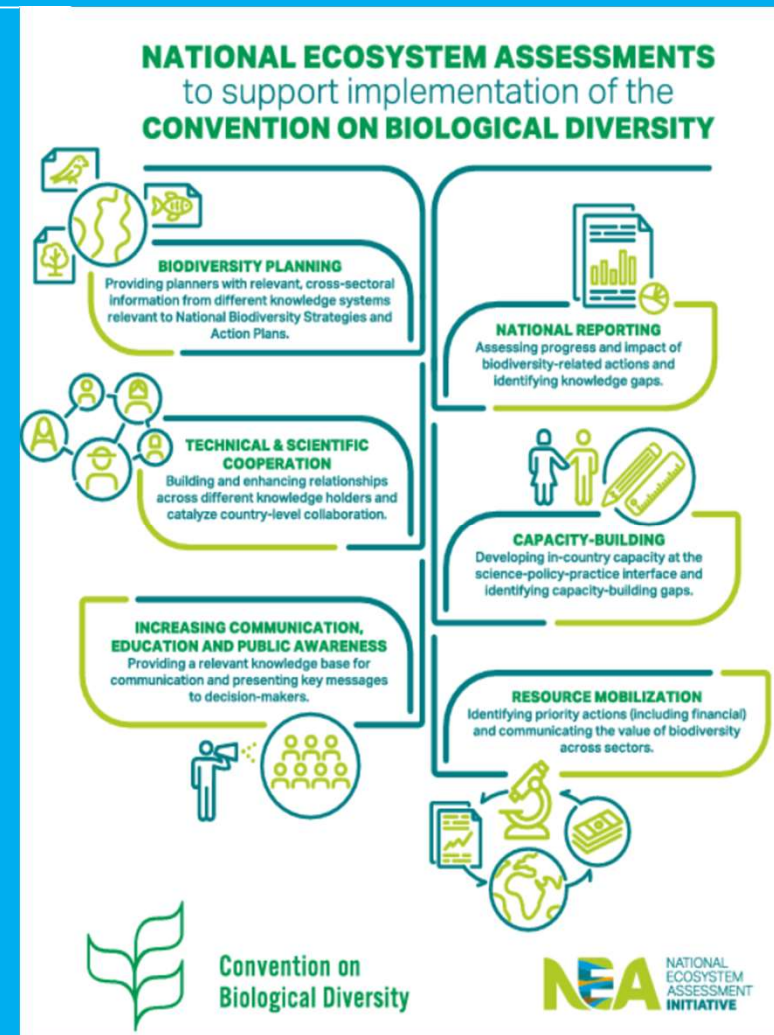 NATIONAL ECOSYSTEM ASSESSMENTS
to support implementation of the
CONVENTION ON BIOLOGICAL DIVERSITY
BIODIVERSITY PLANNING
Providing planners with relevant, cross-sectoral
information from different knowledge systems
relevant to National Biodiversity Strategies and
Action Plans.
NATIONAL REPORTING
Assessing progress and impact of
biodiversity-related actions and
identifying knowledge gaps.
TECHNICAL & SCIENTIFIC
COOPERATION
Building and enhancing relationships
across different knowledge holders and
catalyze country-level collaboration.
CAPACITY-BUILDING
Developing in-country capacity at the
science-policy-practice interface and
identifying capacity-building gaps.
INCREASING COMMUNICATION,
EDUCATION AND PUBLIC AWARENESS
Providing a relevant knowledge base for
communication and presenting key messages
to decision-makers.
RESOURCE MOBILIZATION
Identifying priority actions (including financial)
and communicating the value of biodiversity
across sectors.
Convention on
Biological Diversity
NEA
NATIONAL
ECOSYSTEM
ASSESSMENT
INITIATIVE